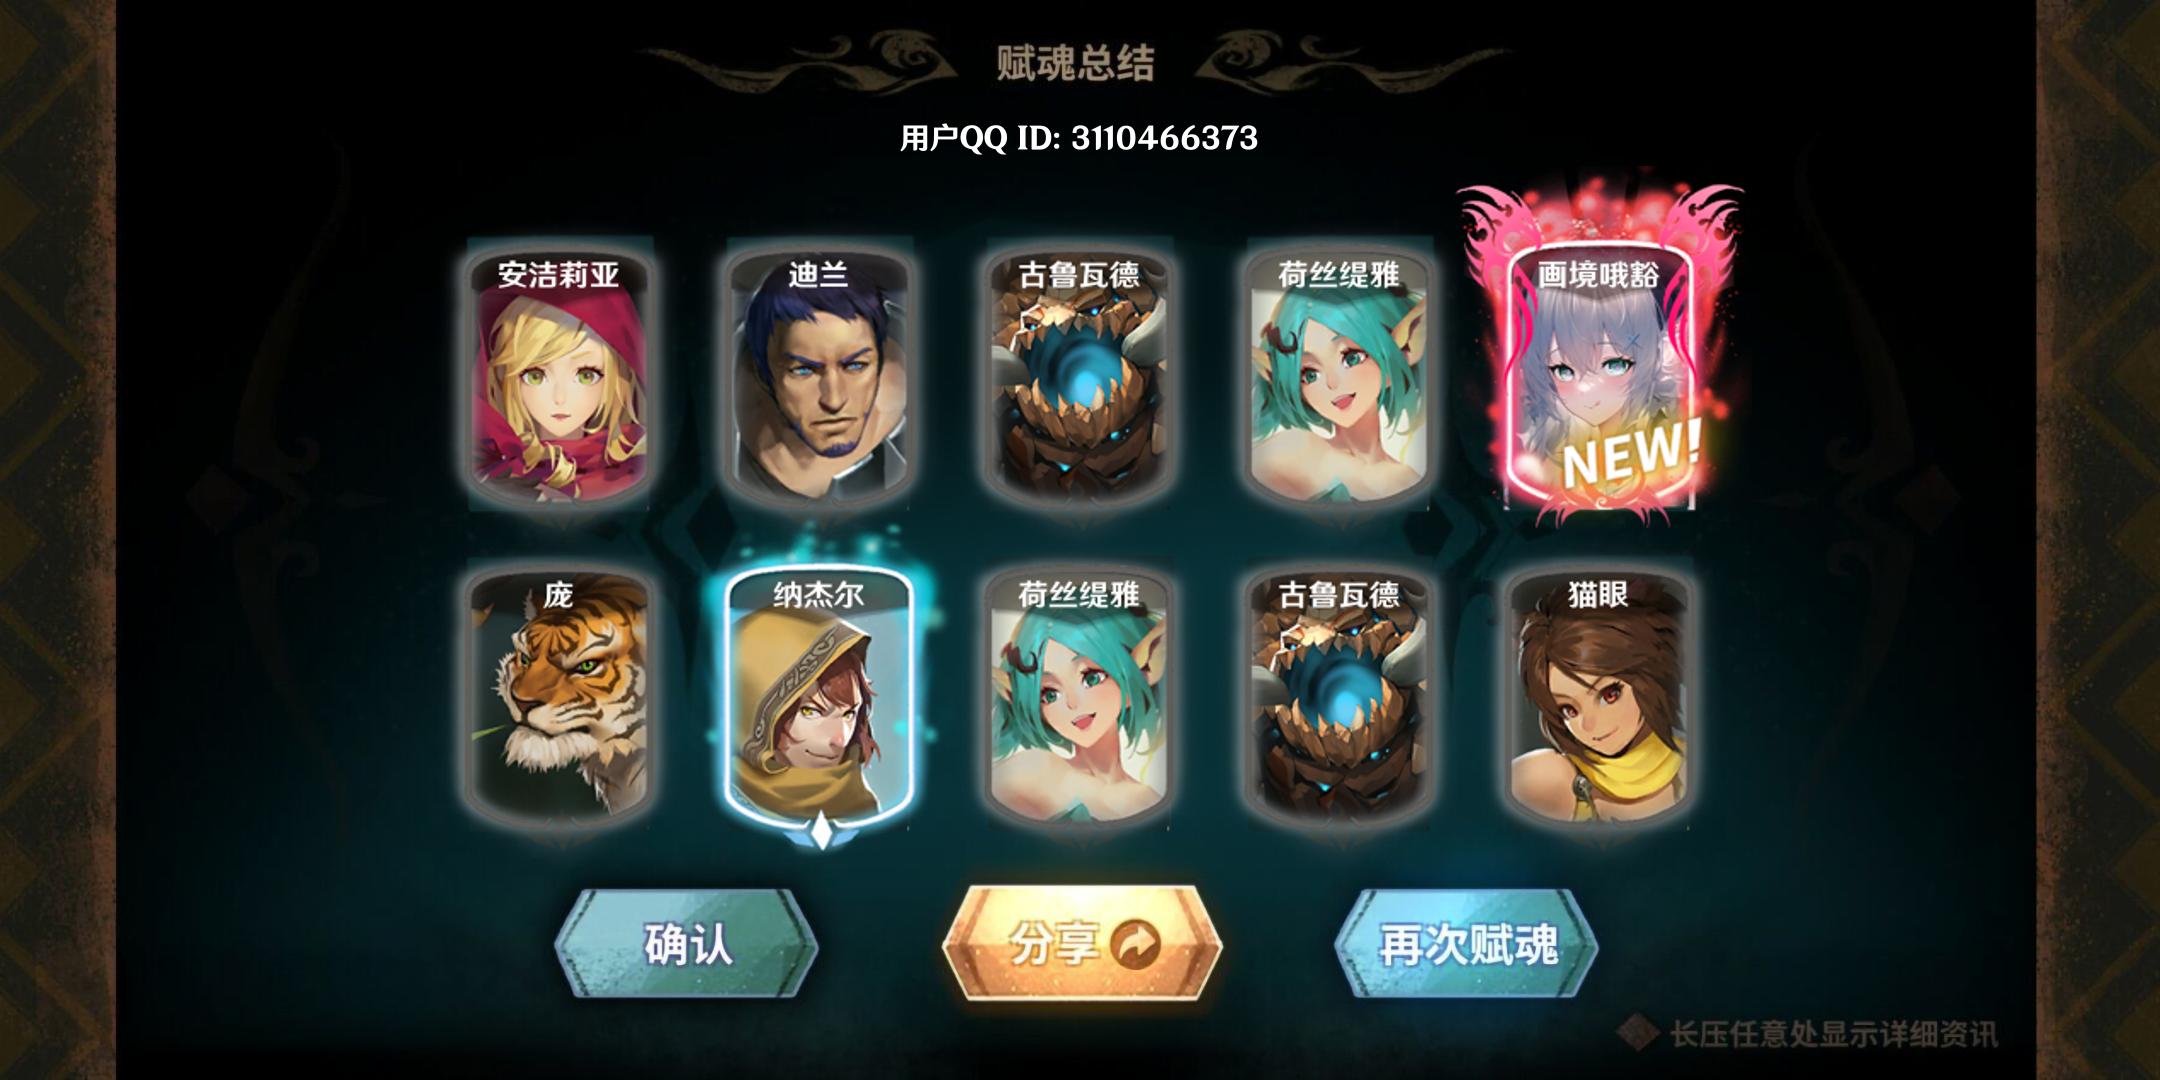 赋魂总结
用户QQ ID: 3110466373
安洁莉亚
迪兰
古鲁瓦德
荷丝缇雅
画境哦豁
NEW!
庞
纳杰尔
荷丝缇雅
古鲁瓦德
猫眼
确认
分享
再次赋魂
长压任意处显示详细资讯